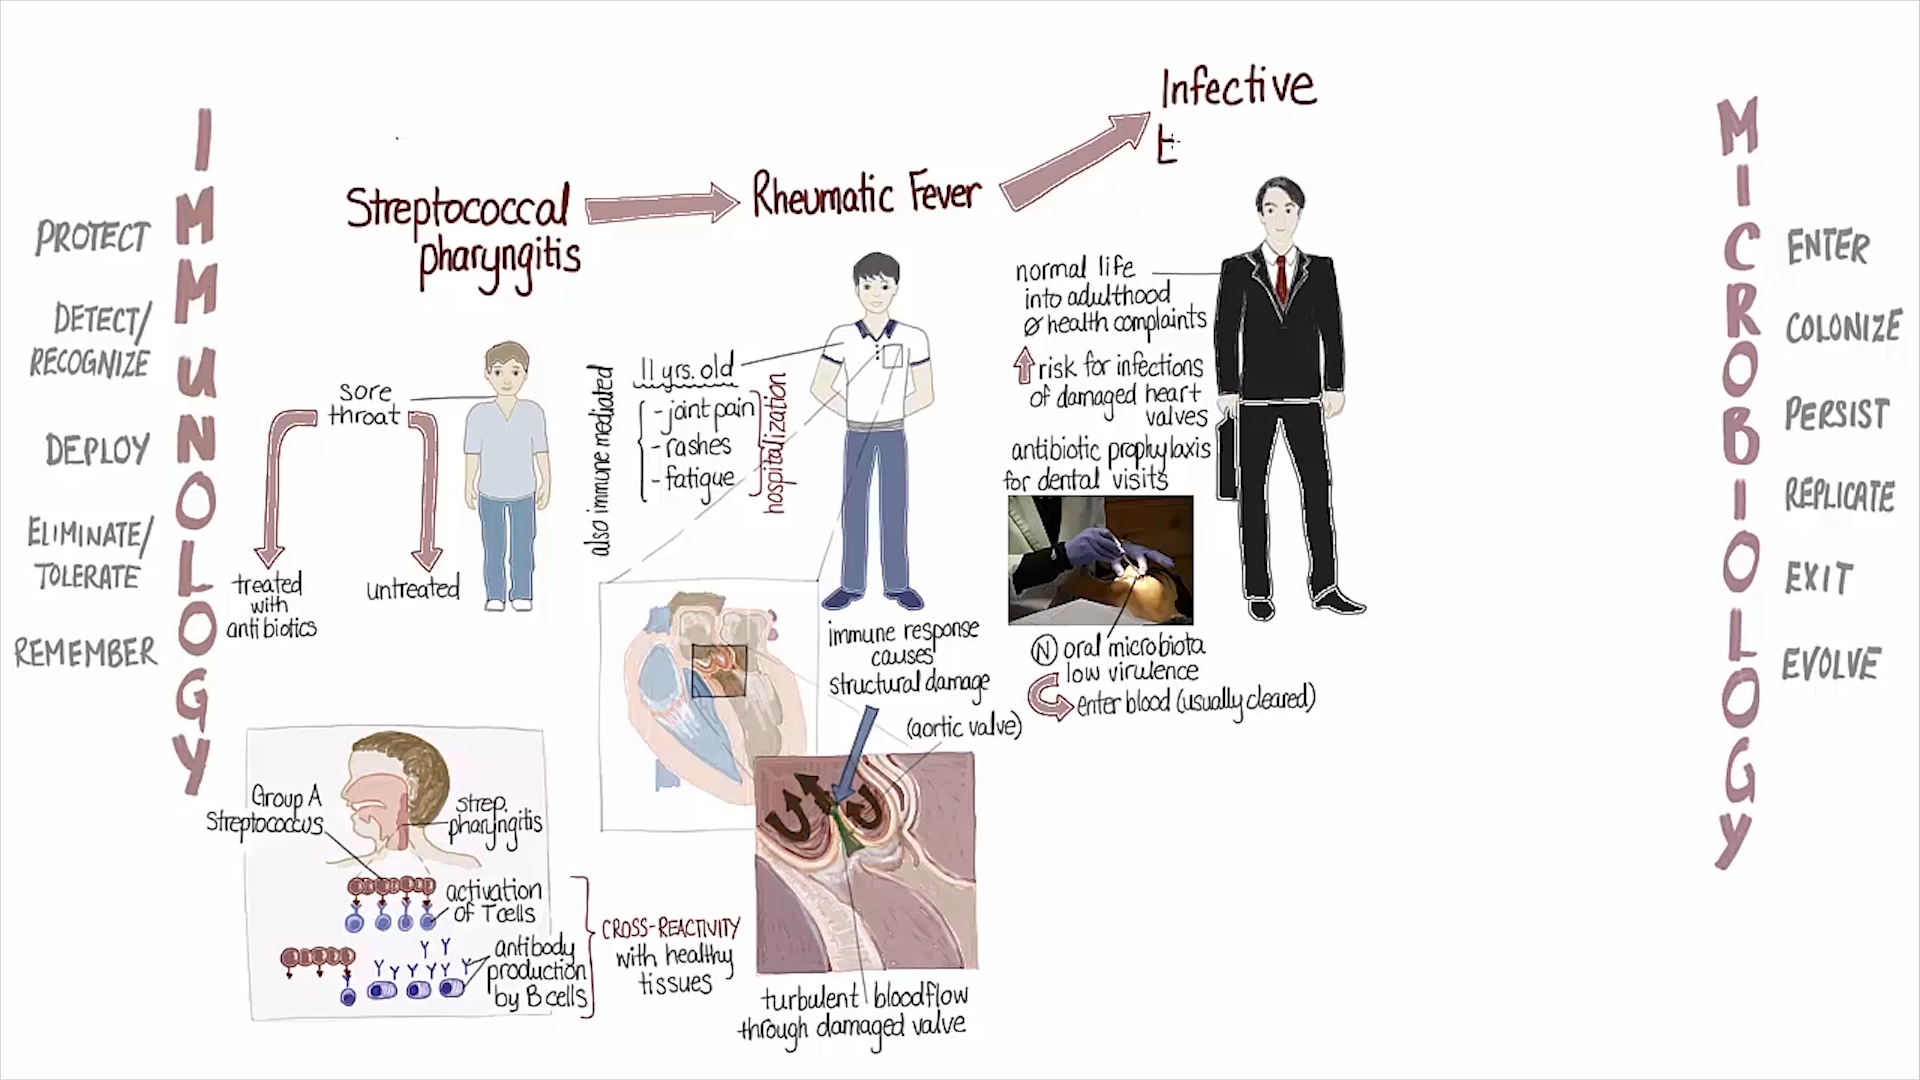 IMMUNOLOGY
PROTECT
DETECT/
RECOGNIZE
DEPLOY
ELIMINATE/
TOLERATE
REMEMBER
Streptococcal
pharyngitis
sore
throat
treated
with
antibiotics
untreated
Group A
Streptococcus
strep.
pharyngitis
activation
of T cells
antibody
production
by B cells
CROSS-REACTIVITY
with healthy
tissues
Rheumatic Fever
also immune mediated
11 yrs. old
- joint pain
- rashes
- fatigue
hospitalization
immune response
causes
structural damage
(aortic valve)
turbulent bloodflow
through damaged valve
Infective
E
normal life
into adulthood
Ø health complaints
↑ risk for infections
of damaged heart
valves
antibiotic prophylaxis
for dental visits
Ⓝ oral microbiota
low virulence
enter blood (usually cleared)
MICROBIOLOGY
ENTER
COLONIZE
PERSIST
REPLICATE
EXIT
EVOLVE